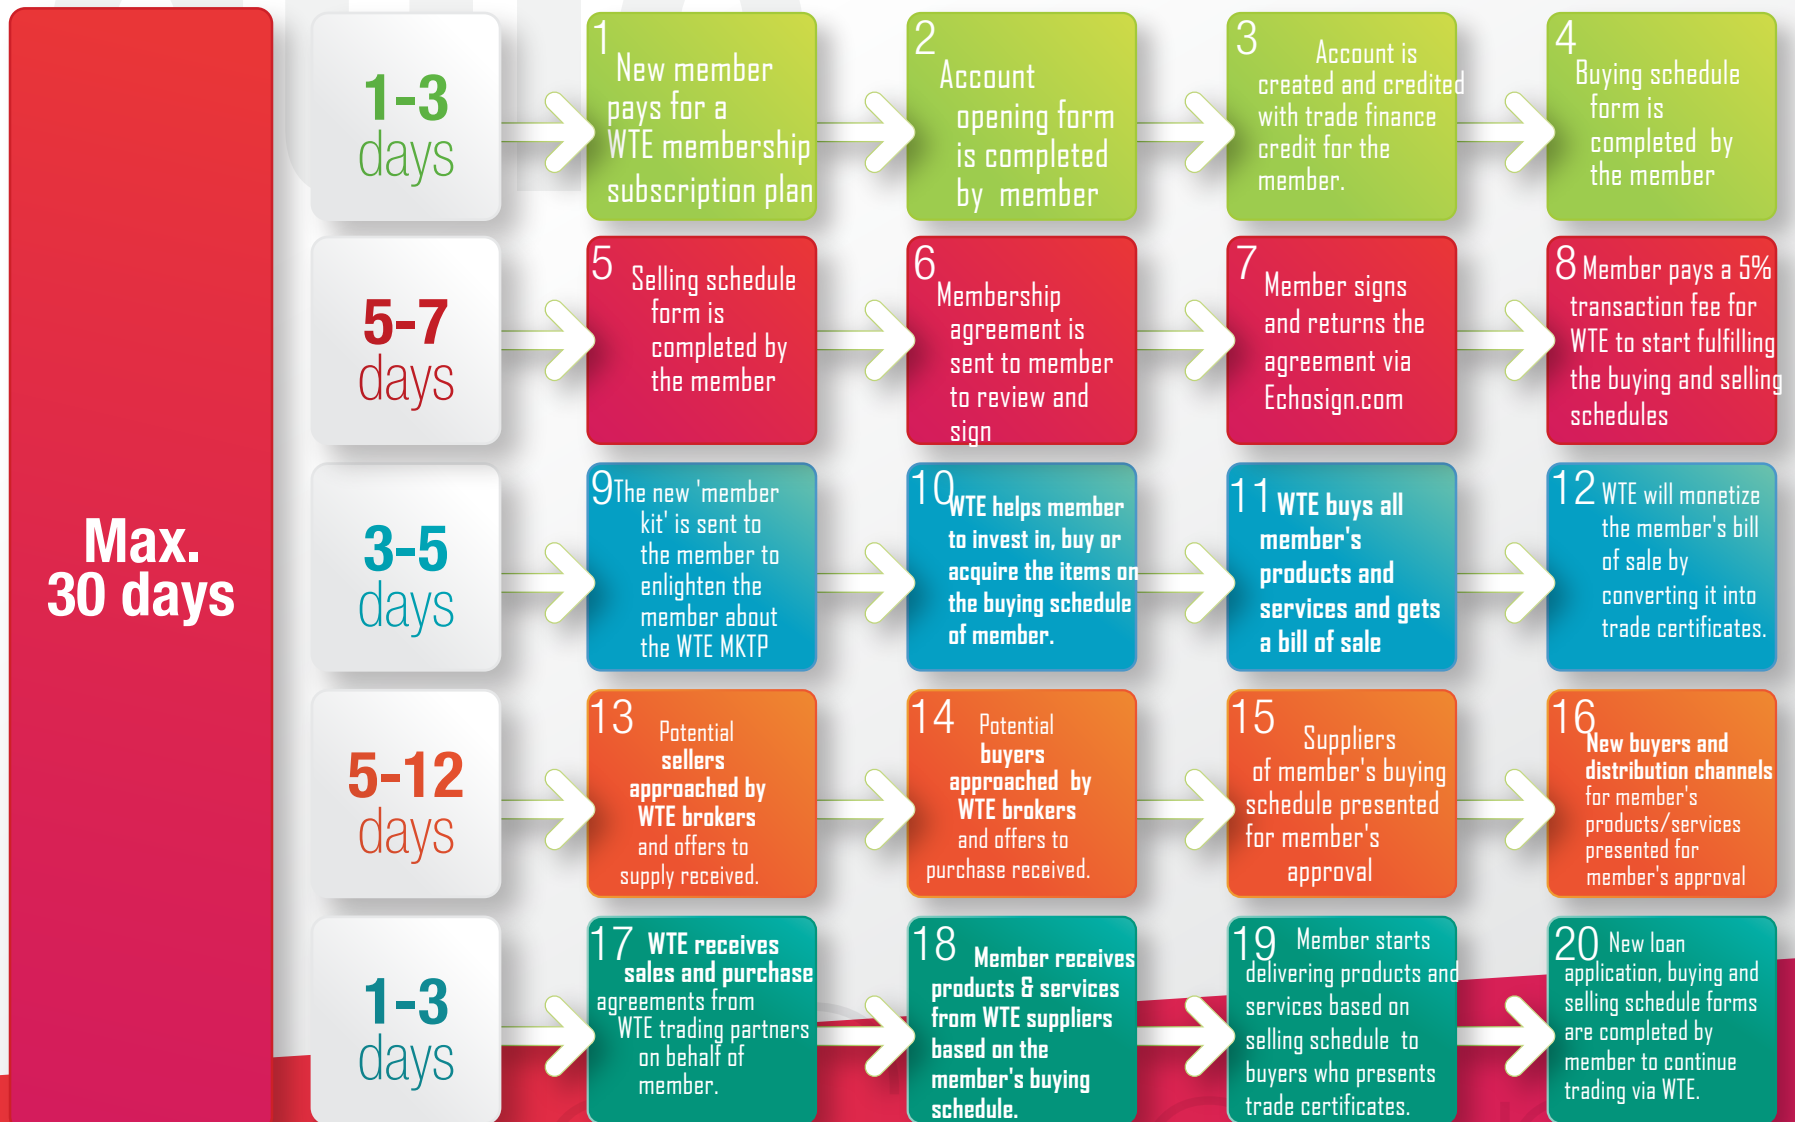 Max.
30 days
1-3
days
1
New member
pays for a
WTE membership
subscription plan
2
Account
opening form
is completed
by member
3
Account is
created and credited
with trade finance
credit for the
member.
4
Buying schedule
form is
completed by
the member
5-7
days
5
Selling schedule
form is
completed by
the member
6
Membership
agreement is
sent to member
to review and
sign
7
Member signs
and returns the
agreement via
Echosign.com
8 Member pays a 5%
transaction fee for
WTE to start fulfilling
the buying and selling
schedules
3-5
days
9 The new 'member
kit' is sent to
the member to
enlighten the
member about
the WTE MKTP
10
WTE helps member
to invest in, buy or
acquire the items on
the buying schedule
of member.
11 WTE buys all
member's
products and
services and gets
a bill of sale
12 WTE will monetize
the member's bill
of sale by
converting it into
trade certificates.
5-12
days
13
Potential
sellers
approached by
WTE brokers
and offers to
supply received.
14
Potential
buyers
approached by
WTE brokers
and offers to
purchase received.
15
Suppliers
of member's buying
schedule presented
for member's
approval
16
New buyers and
distribution channels
for member's
products/services
presented for
member's approval
1-3
days
17 WTE receives
sales and purchase
agreements from
WTE trading partners
on behalf of
member.
18 Member receives
products & services
from WTE suppliers
based on the
member's buying
schedule.
19 Member starts
delivering products and
services based on
selling schedule to
buyers who presents
trade certificates.
20 New loan
application, buying and
selling schedule forms
are completed by
member to continue
trading via WTE.